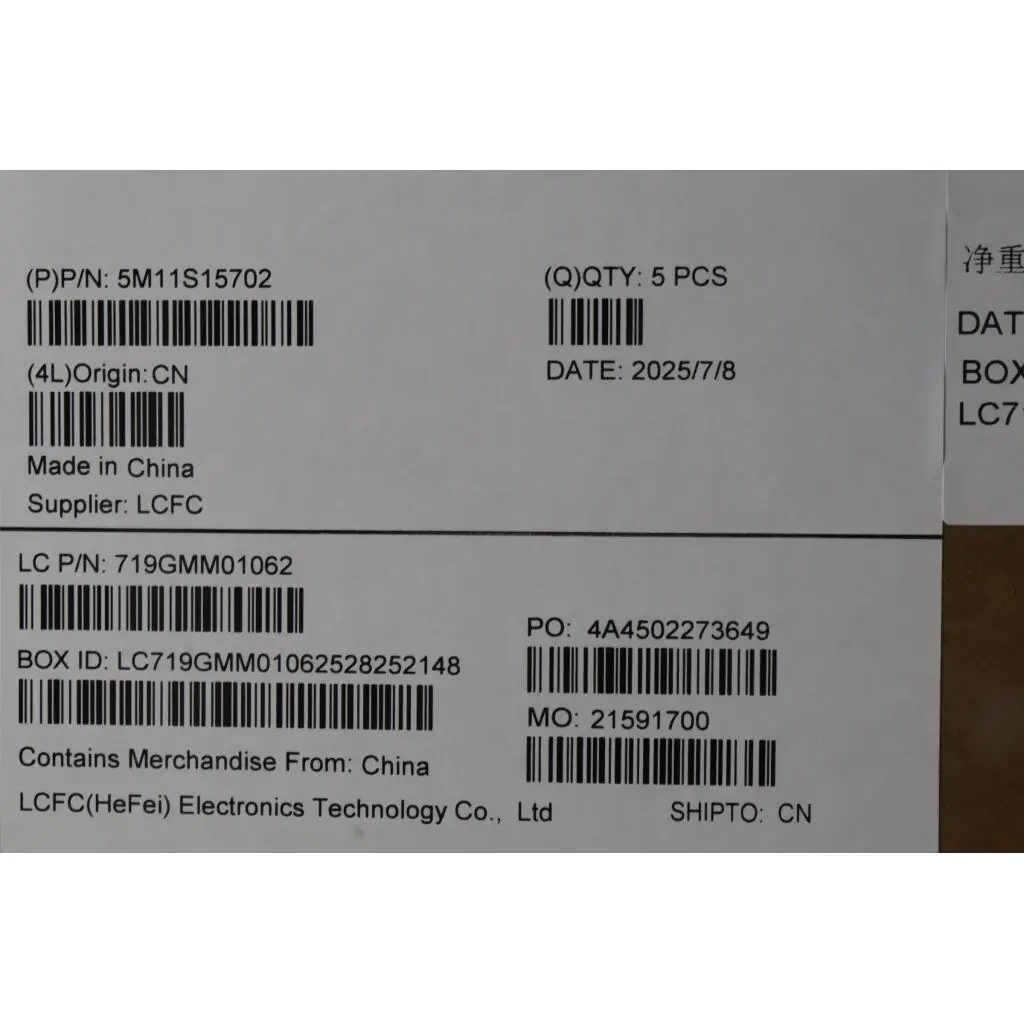 (P)P/N: 5M11S15702
(Q)QTY: 5 PCS
(4L)Origin:CN
DATE: 2025/7/8
Made in China
Supplier: LCFC
LC P/N: 719GMM01062
PO: 4A4502273649
BOX ID: LC719GMM01062528252148
MO: 21591700
Contains Merchandise From: China
LCFC(HeFei) Electronics Technology Co., Ltd
SHIPTO: CN
净重
DAT
BOX
LC71